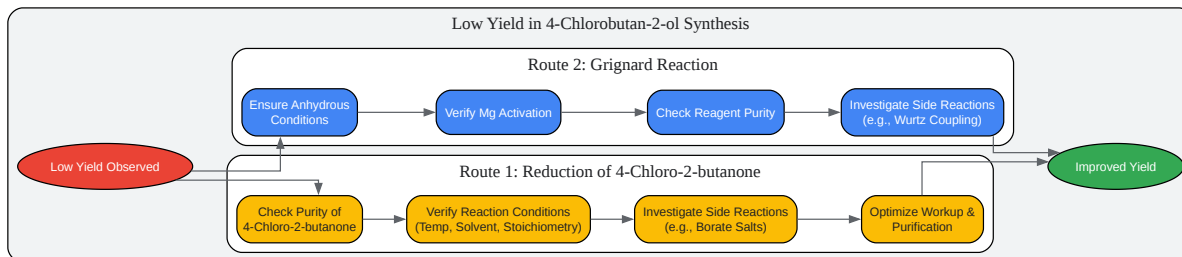 Low Yield in 4-Chlorobutan-2-ol Synthesis
Route 2: Grignard Reaction
Ensure Anhydrous
Conditions
Verify Mg Activation
Check Reagent Purity
Investigate Side Reactions
(e.g., Wurtz Coupling)
Low Yield Observed
Improved Yield
Route 1: Reduction of 4-Chloro-2-butanone
Check Purity of
4-Chloro-2-butanone
Verify Reaction Conditions
(Temp, Solvent, Stoichiometry)
Investigate Side Reactions
(e.g., Borate Salts)
Optimize Workup &
Purification